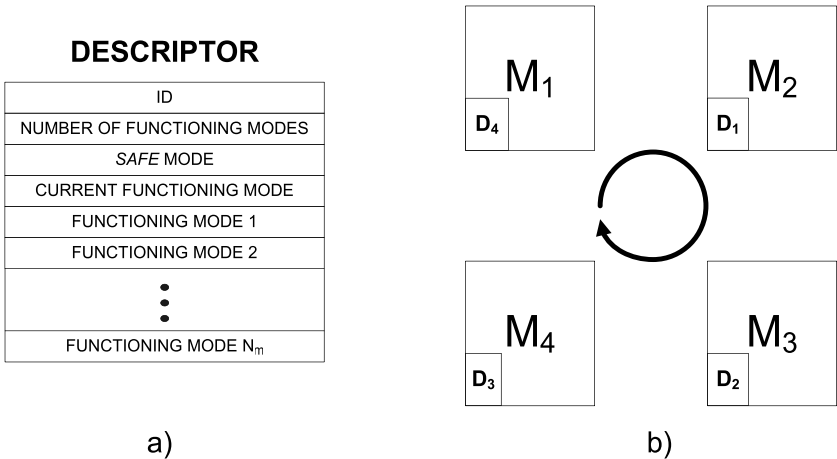 DESCRIPTOR
ID
NUMBER OF FUNCTIONING MODES
SAFE MODE
CURRENT FUNCTIONING MODE
FUNCTIONING MODE 1
FUNCTIONING MODE 2
FUNCTIONING MODE Nm
a)
M1
D4
M2
D1
M4
D3
M3
D2
b)